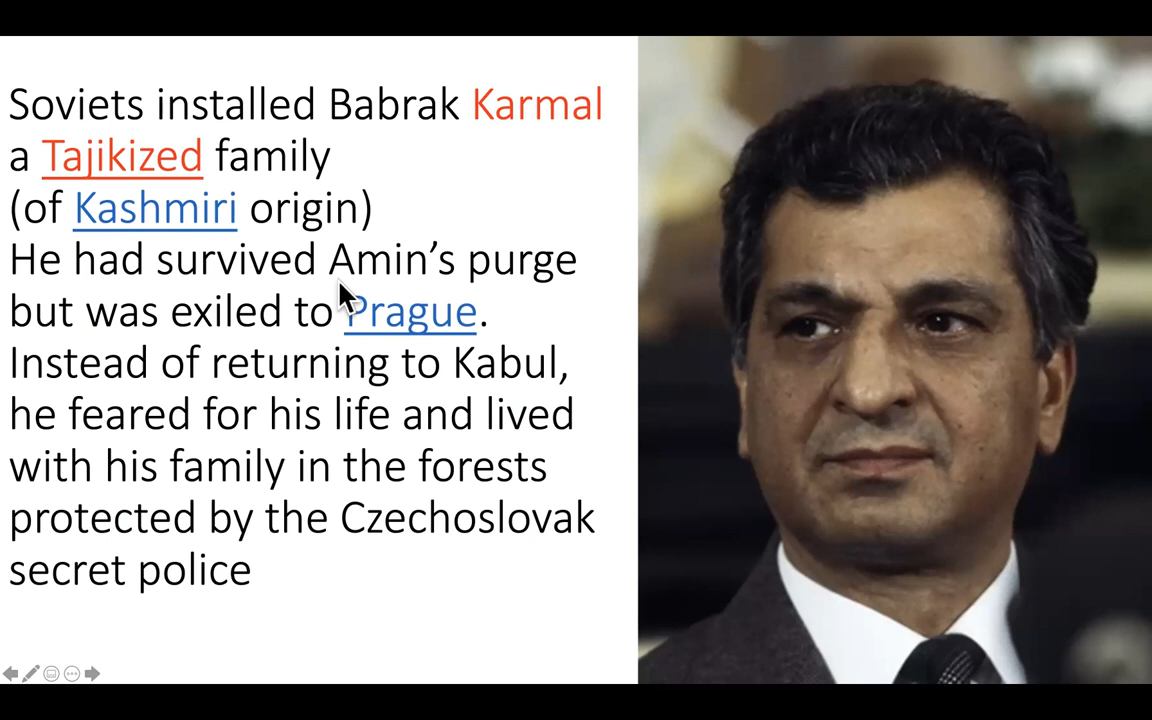 Soviets installed Babrak Karmal
a Tajikized family
(of Kashmiri origin)
He had survived Amin’s purge
but was exiled to Prague.
Instead of returning to Kabul,
he feared for his life and lived
with his family in the forests
protected by the Czechoslovak
secret police